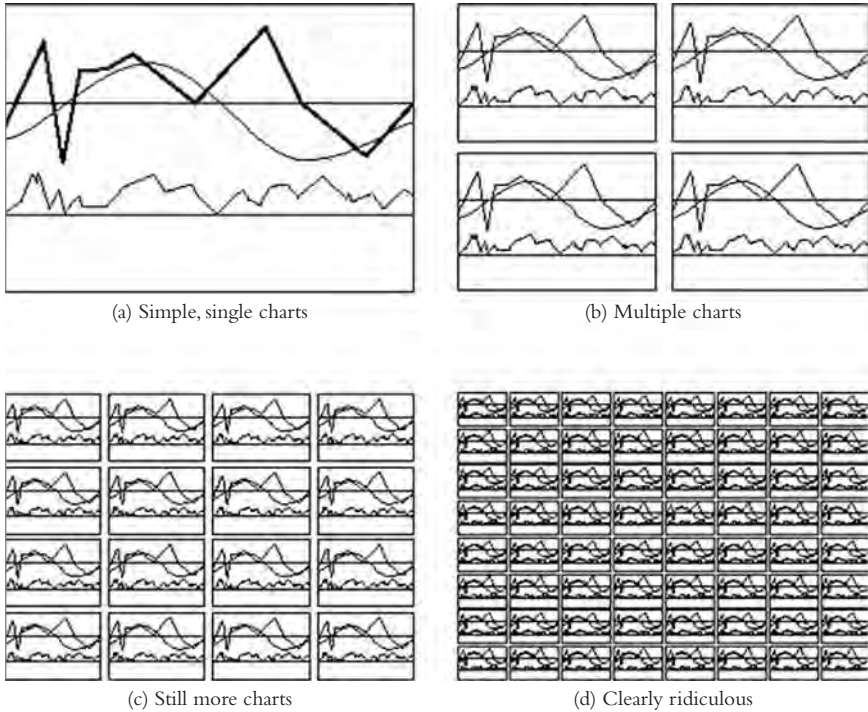 (a) Simple, single charts
(b) Multiple charts
(c) Still more charts
(d) Clearly ridiculous